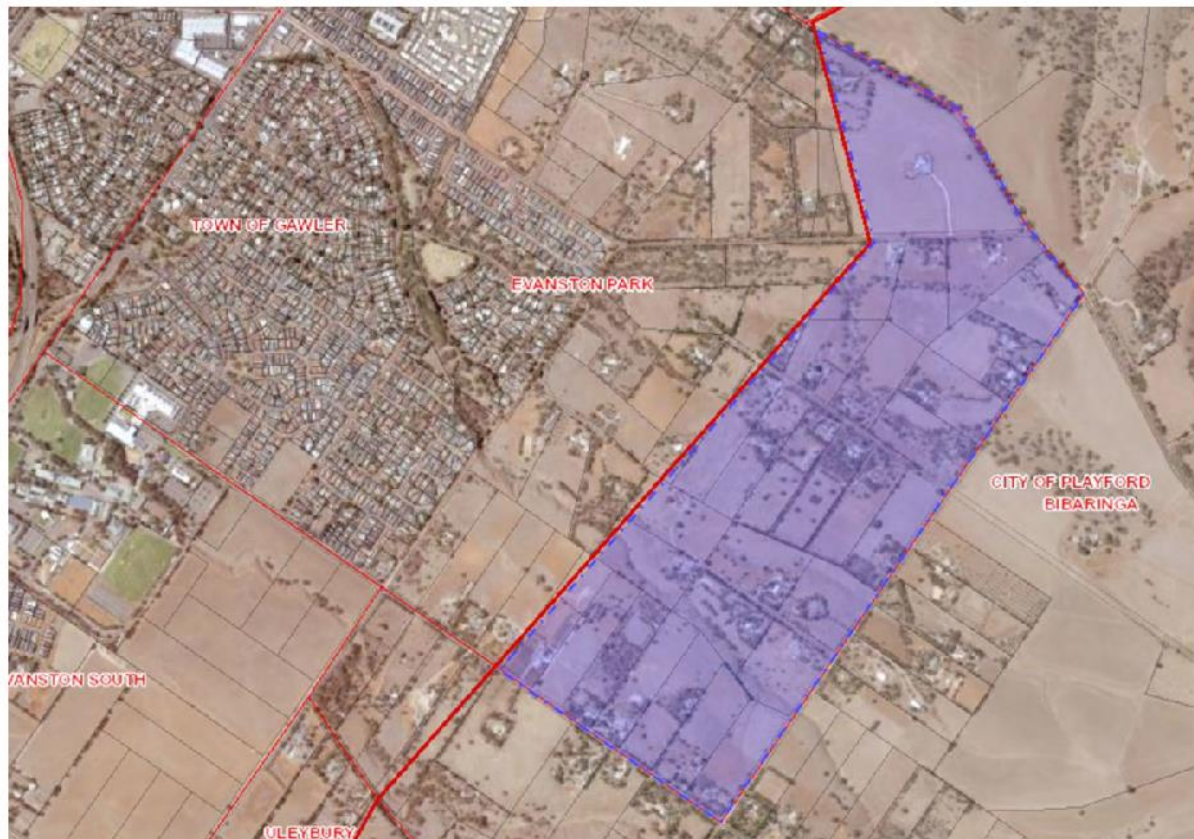 TOWN OF GAWLER
EVANSTON PARK
CITY OF PLAYFORD
BIBARINGA
VANSTON SOUTH
ULEYBURY